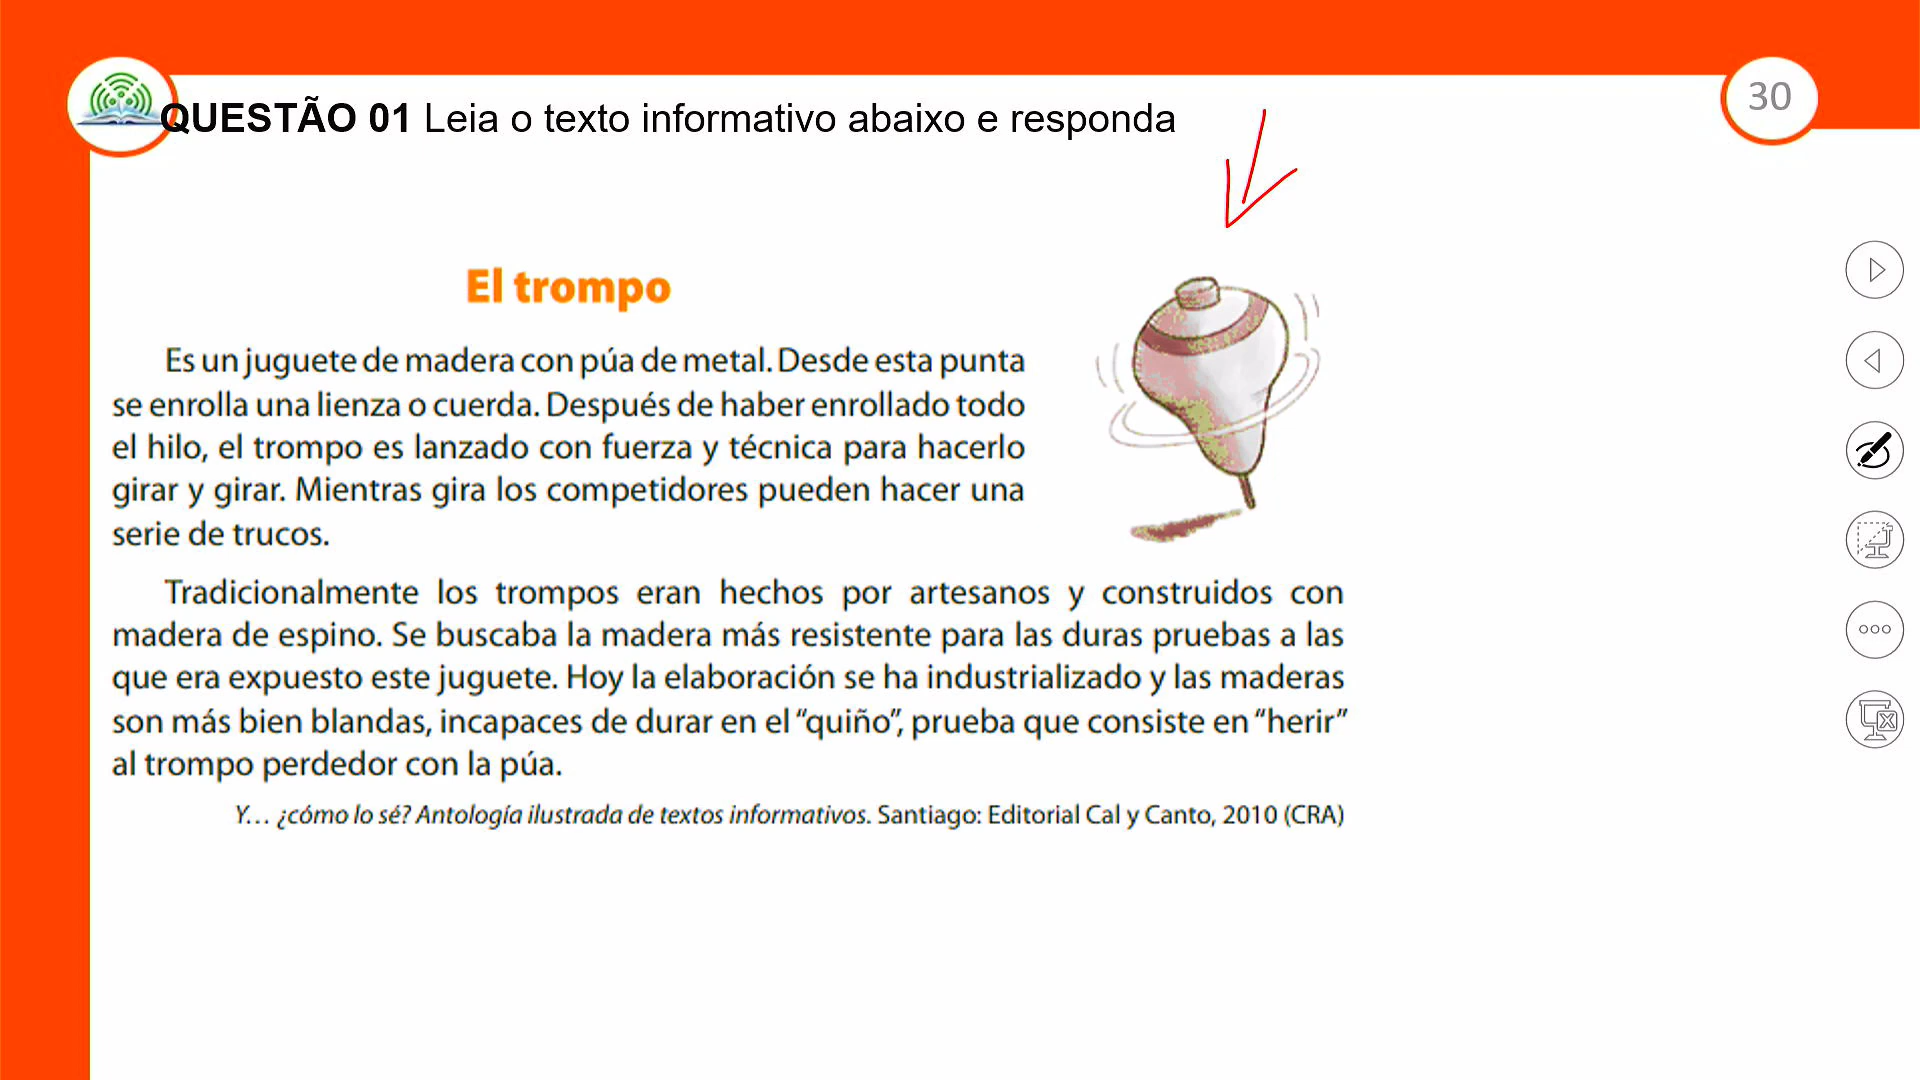 QUESTÃO 01 Leia o texto informativo abaixo e responda
30
El trompo
Es un juguete de madera con púa de metal. Desde esta punta
se enrolla una lienza o cuerda. Después de haber enrollado todo
el hilo, el trompo es lanzado con fuerza y técnica para hacerlo
girar y girar. Mientras gira los competidores pueden hacer una
serie de trucos.
Tradicionalmente los trompos eran hechos por artesanos y construidos con
madera de espino. Se buscaba la madera más resistente para las duras pruebas a las
que era expuesto este juguete. Hoy la elaboración se ha industrializado y las maderas
son más bien blandas, incapaces de durar en el “quiño”, prueba que consiste en “herir”
al trompo perdedor con la púa.
Y… ¿cómo lo sé? Antología ilustrada de textos informativos. Santiago: Editorial Cal y Canto, 2010 (CRA)